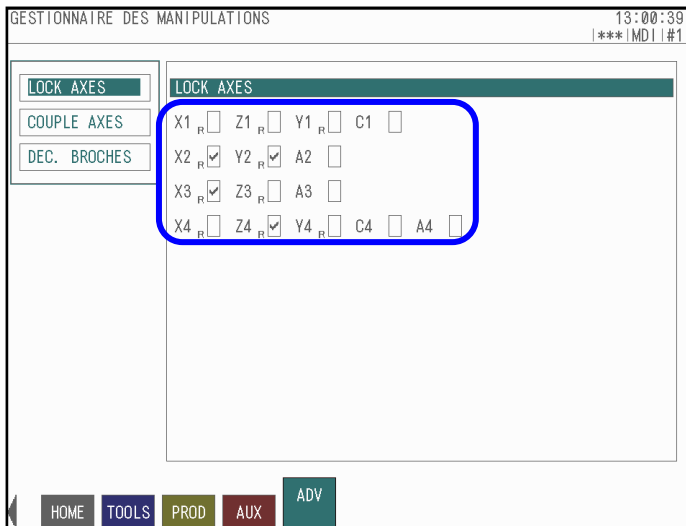 GESTIONNAIRE DES MANIPULATIONS
13:00:39
|***|MDI|#1
LOCK AXES
COUPLE AXES
DEC. BROCHES
LOCK AXES
X1 R Z1 R Y1 R C1
X2 R Y2 R A2
X3 R Z3 R A3
X4 R Z4 R Y4 R C4 A4
HOME TOOLS PROD AUX ADV